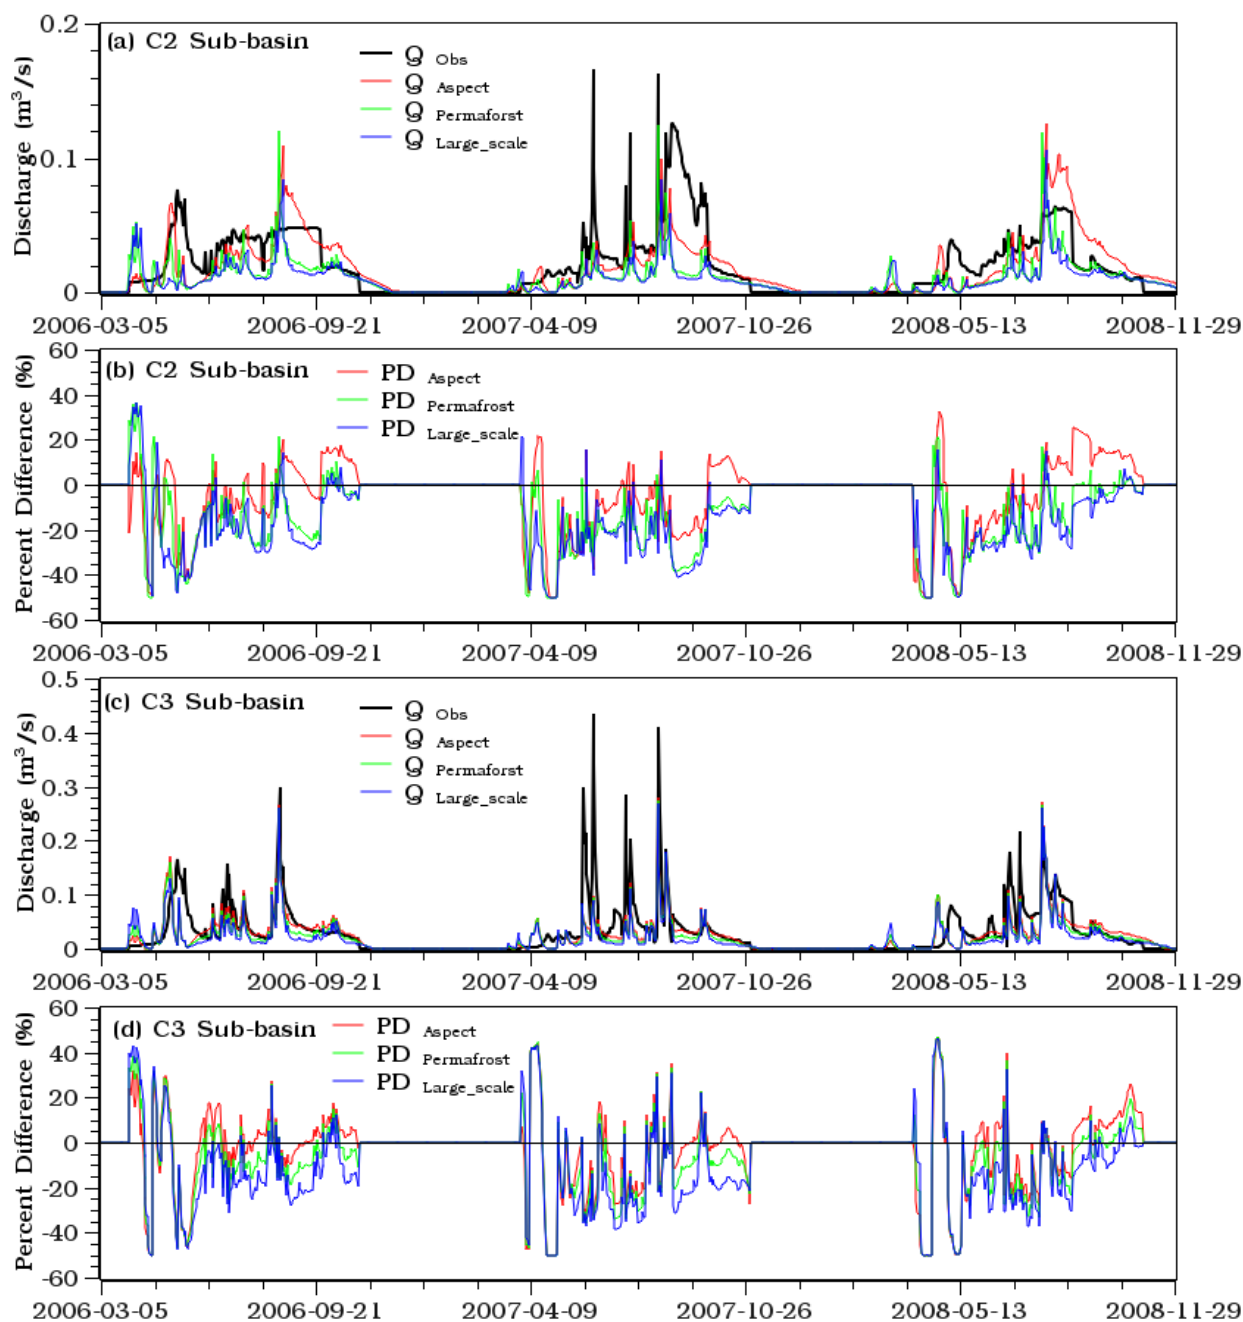 0.2
(a) C2 Sub-basin
Q Obs
Q Aspect
Q Permaforst
Q Large_scale
0.1
0
Discharge (m³/s)
2006-03-05 2006-09-21 2007-04-09 2007-10-26 2008-05-13 2008-11-29
60
(b) C2 Sub-basin
PD Aspect
PD Permafrost
PD Large_scale
40
20
0
-20
-40
-60
Percent Difference (%)
2006-03-05 2006-09-21 2007-04-09 2007-10-26 2008-05-13 2008-11-29
0.5
(c) C3 Sub-basin
Q Obs
Q Aspect
Q Permaforst
Q Large_scale
0.4
0.3
0.2
0.1
0
Discharge (m³/s)
2006-03-05 2006-09-21 2007-04-09 2007-10-26 2008-05-13 2008-11-29
60
(d) C3 Sub-basin
PD Aspect
PD Permafrost
PD Large_scale
40
20
0
-20
-40
-60
Percent Difference (%)
2006-03-05 2006-09-21 2007-04-09 2007-10-26 2008-05-13 2008-11-29